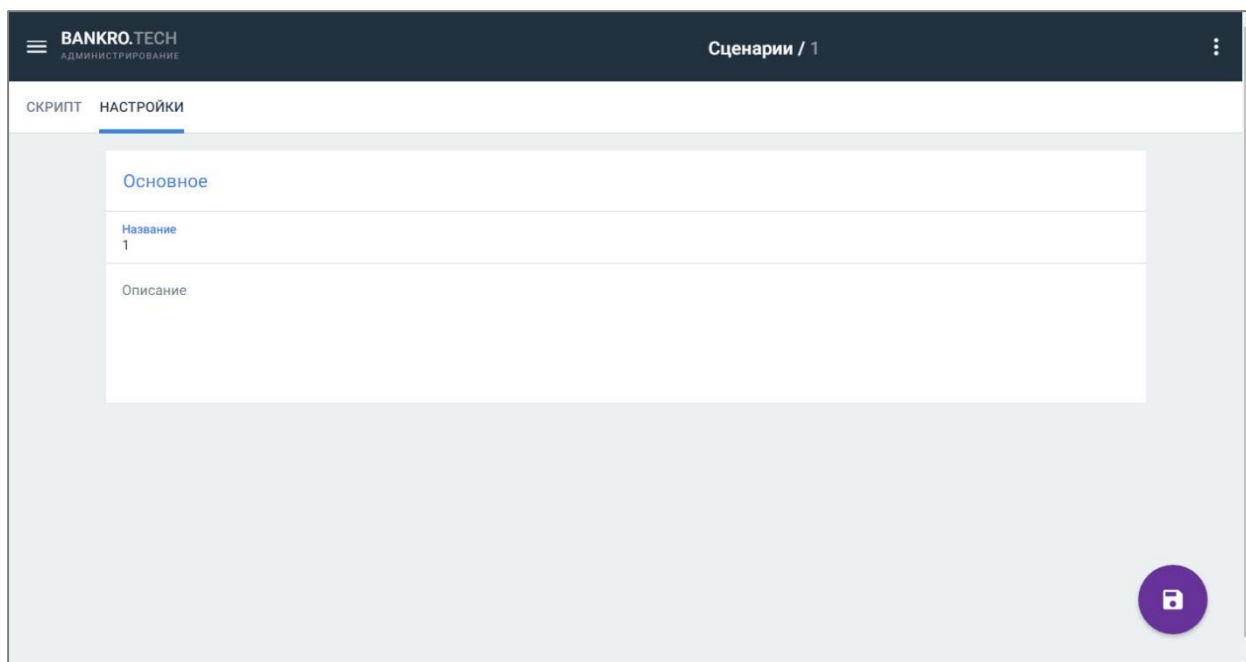 BANKRO.TECH
АДМИНИСТРИРОВАНИЕ
Сценарии / 1
СКРИПТ НАСТРОЙКИ
Основное
Название
1
Описание